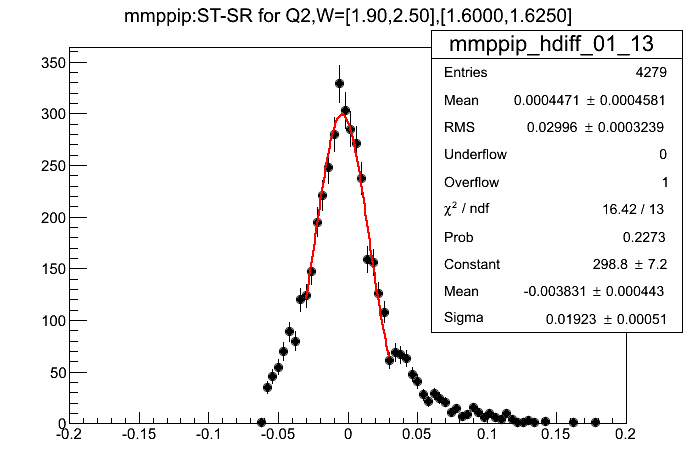 mmppip:ST-SR for Q2,W=[1.90,2.50],[1.6000,1.6250]
mmppip_hdiff_01_13
Entries 4279
Mean 0.0004471 ± 0.0004581
RMS 0.02996 ± 0.0003239
Underflow 0
Overflow 1
χ² / ndf 16.42 / 13
Prob 0.2273
Constant 298.8 ± 7.2
Mean -0.003831 ± 0.000443
Sigma 0.01923 ± 0.00051
350
300
250
200
150
100
50
0
-0.2 -0.15 -0.1 -0.05 0 0.05 0.1 0.15 0.2